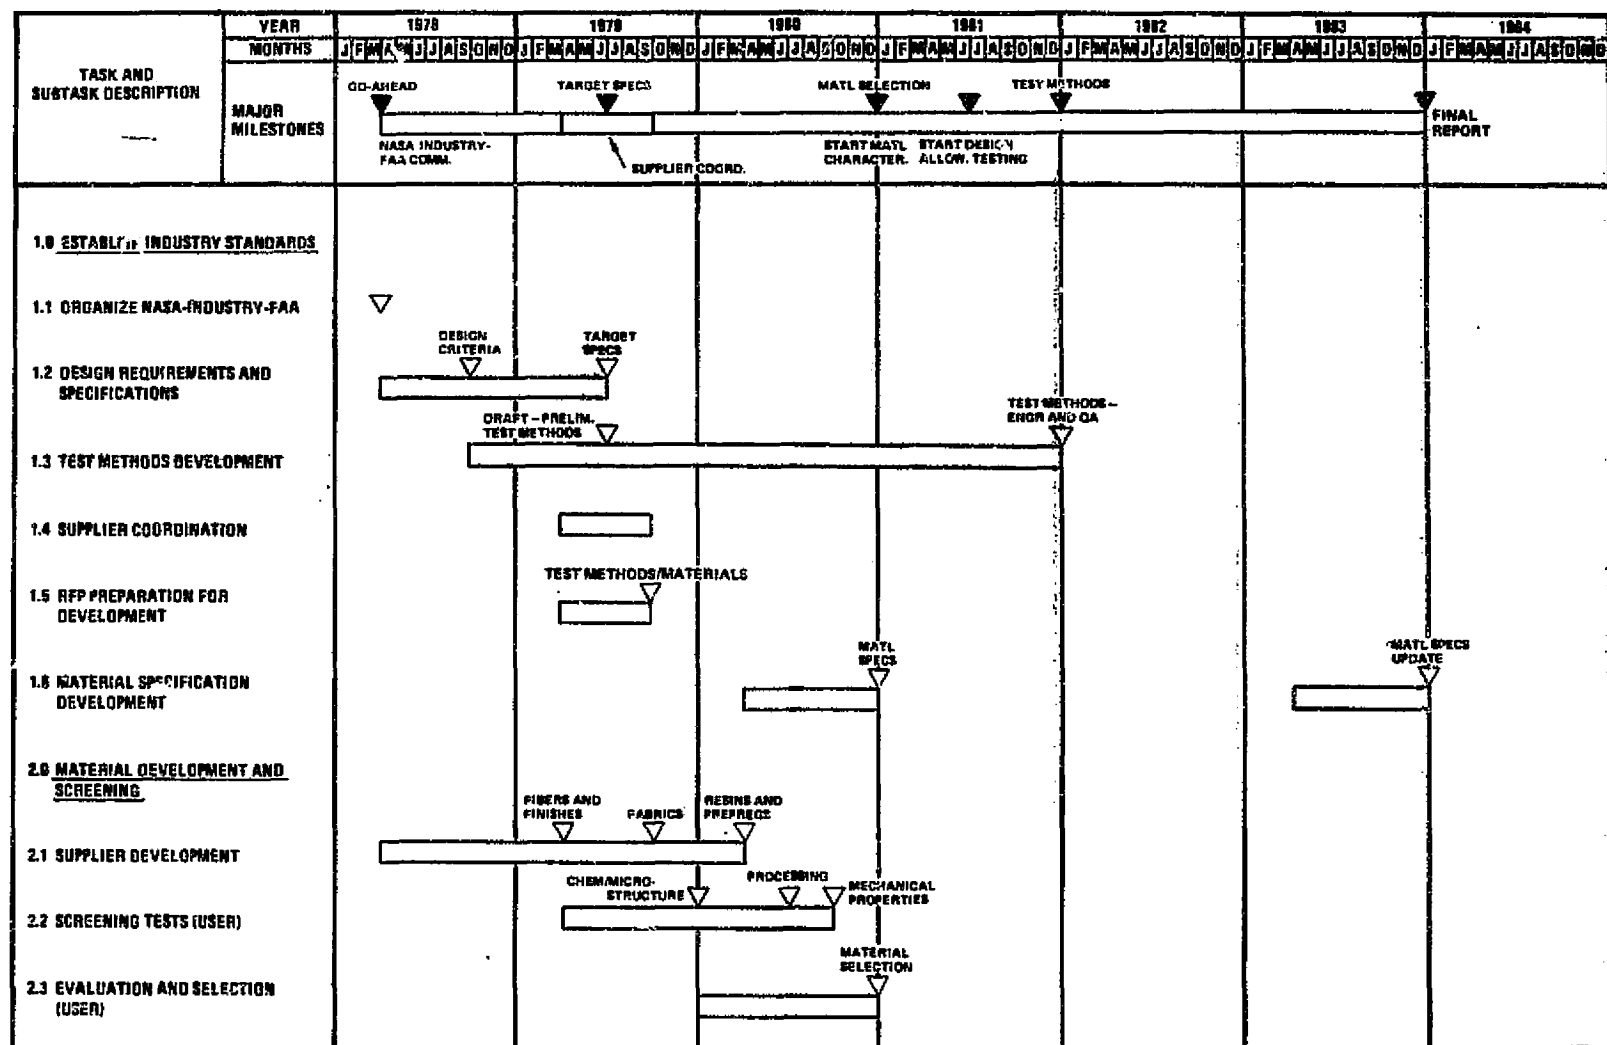 YEAR 1978 1979 1980 1981 1982 1983 1984
MONTHS J F M A M J J A S O N D J F M A M J J A S O N D J F M A M J J A S O N D J F M A M J J A S O N D J F M A M J J A S O N D J F M A M J J A S O N D J F M A M J J A S O N D
TASK AND
SUBTASK DESCRIPTION
MAJOR
MILESTONES
GO-AHEAD
TARGET SPECS
MATL SELECTION
TEST METHODS
FINAL
REPORT
NASA INDUSTRY-
FAA COMM.
SUPPLIER COORD.
START MATL
CHARACTER.
START DESIGN
ALLOW. TESTING
1.0 INDUSTRY STANDARDS
1.1 ORGANIZE NASA-INDUSTRY-FAA
DESIGN
CRITERIA
TARGET
SPECS
1.2 DESIGN REQUIREMENTS AND
SPECIFICATIONS
DRAFT – PRELIM.
TEST METHODS
TEST METHODS –
ENGR AND QA
1.3 TEST METHODS DEVELOPMENT
1.4 SUPPLIER COORDINATION
TEST METHODS/MATERIALS
1.5 RFP PREPARATION FOR
DEVELOPMENT
MATL
SPECS
MATL SPECS
UPDATE
1.6 MATERIAL SPECIFICATION
DEVELOPMENT
2.0 MATERIAL DEVELOPMENT AND
SCREENING
FIBERS AND
FINISHES
FABRICS
RESINS AND
PREPREGS
2.1 SUPPLIER DEVELOPMENT
CHEM/MICRO-
STRUCTURE
PROCESSING
MECHANICAL
PROPERTIES
2.2 SCREENING TESTS (USER)
MATERIAL
SELECTION
2.3 EVALUATION AND SELECTION
(USER)